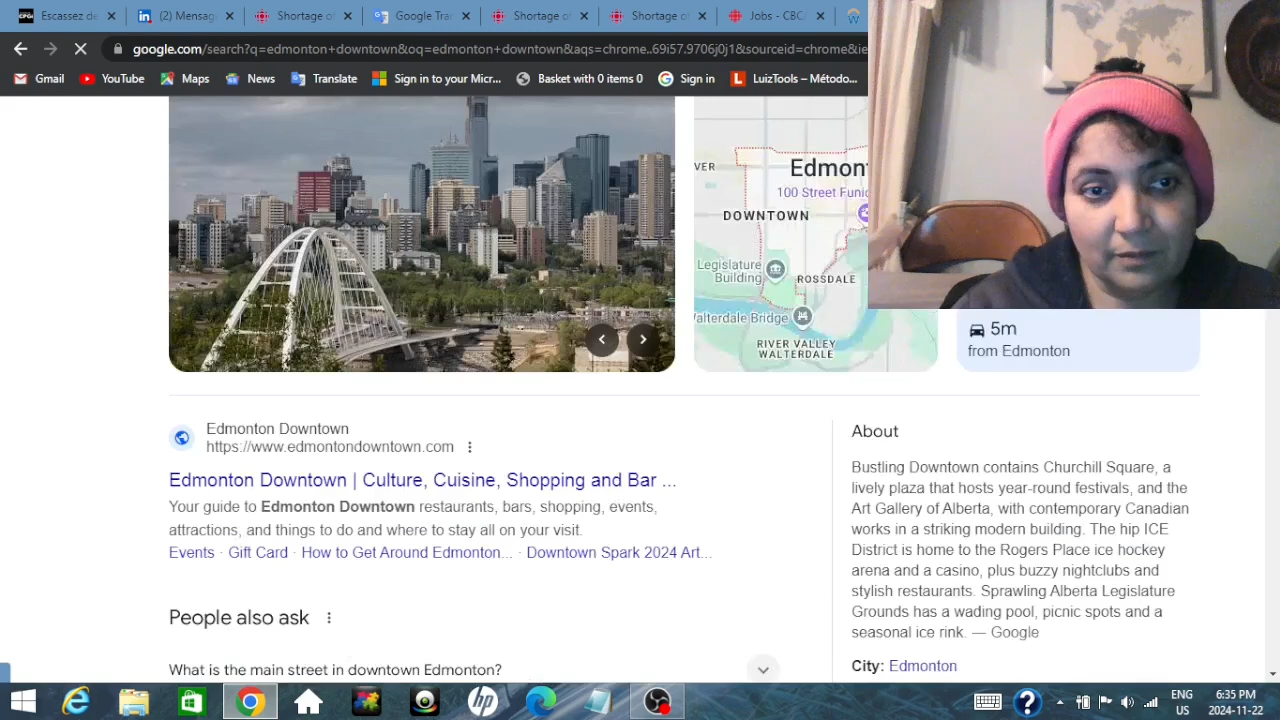 Escassez de
(2) Mensag
Shortage of
Google Tra
Shortage of
Shortage of
Jobs - CBC
google.com/search?q=edmonton+downtown&oq=edmonton+downtown&aqs=chrome..69i57.9706j0j1&sourceid=chrome&ie
Gmail
YouTube
Maps
News
Translate
Sign in to your Micr...
Basket with 0 items
Sign in
LuizTools – Método...
VER
Edmon
100 Street Funic
DOWNTOWN
Legislature
Building
ROSSDALE
Walterdale Bridge
RIVER VALLEY
WALTERDALE
5m
from Edmonton
Edmonton Downtown
https://www.edmontondowntown.com
Edmonton Downtown | Culture, Cuisine, Shopping and Bar ...
Your guide to Edmonton Downtown restaurants, bars, shopping, events,
attractions, and things to do and where to stay all on your visit.
Events · Gift Card · How to Get Around Edmonton... · Downtown Spark 2024 Art...
People also ask
What is the main street in downtown Edmonton?
About
Bustling Downtown contains Churchill Square, a
lively plaza that hosts year-round festivals, and the
Art Gallery of Alberta, with contemporary Canadian
works in a striking modern building. The hip ICE
District is home to the Rogers Place ice hockey
arena and a casino, plus buzzy nightclubs and
stylish restaurants. Sprawling Alberta Legislature
Grounds has a wading pool, picnic spots and a
seasonal ice rink. — Google
City: Edmonton
ENG
US
6:35 PM
2024-11-22